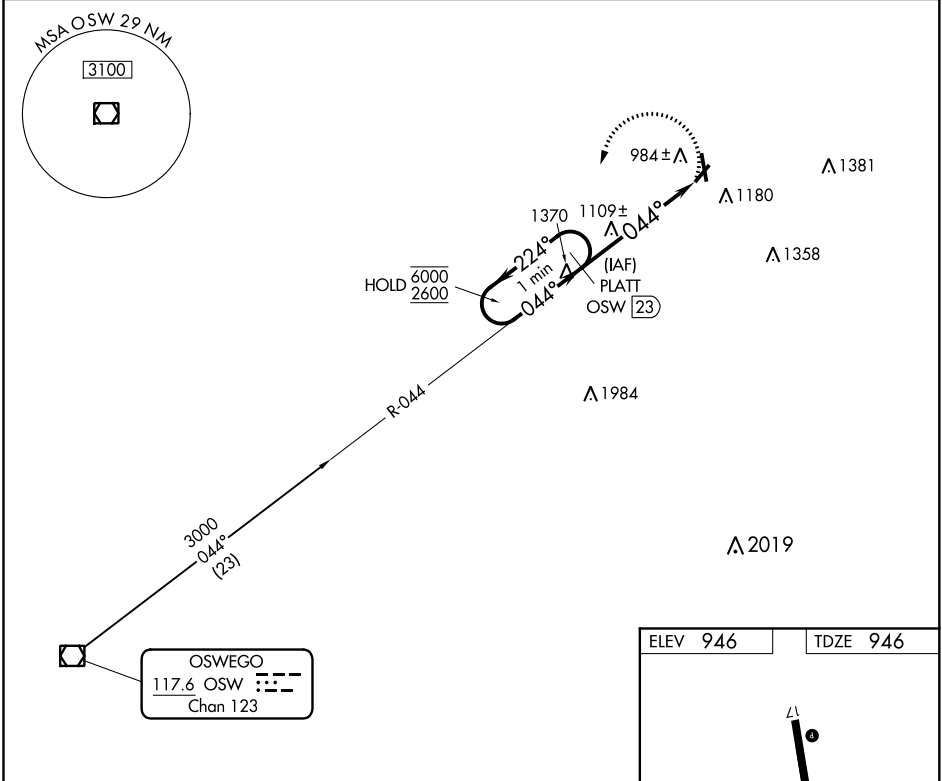 MSA OSW 29 NM
3100
984±
1381
1180
1109±
1370
044°
1358
224°
1 min
(IAF)
PLATT
OSW 23
HOLD 6000
2600
044°
1984
R-044
3000
044°
(23)
2019
OSWEGO
117.6 OSW
Chan 123
ELEV 946
TDZE 946
17
P